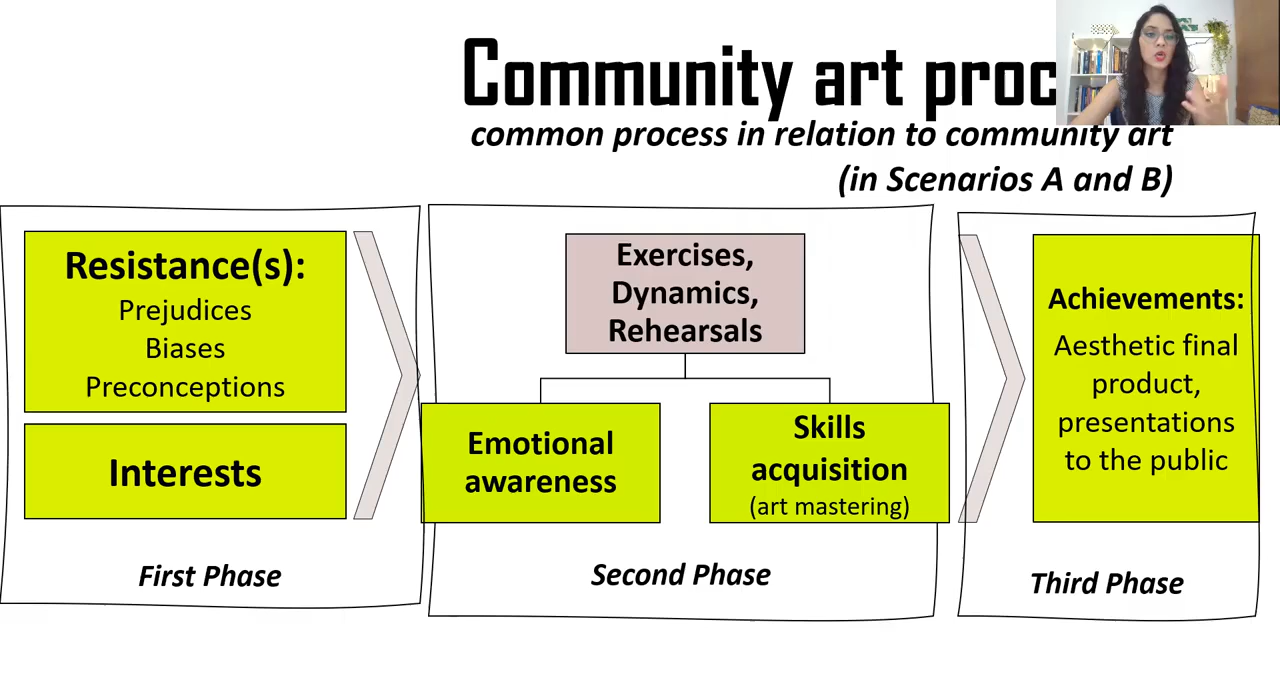 Community art proc
common process in relation to community art
(in Scenarios A and B)
Resistance(s):
Prejudices
Biases
Preconceptions
Interests
First Phase
Exercises,
Dynamics,
Rehearsals
Emotional
awareness
Skills
acquisition
(art mastering)
Second Phase
Achievements:
Aesthetic final
product,
presentations
to the public
Third Phase